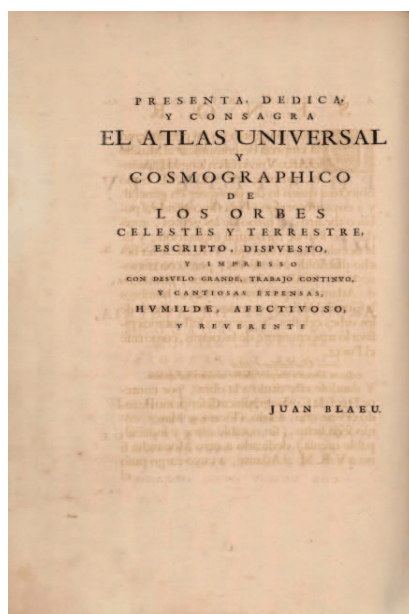 PRESENTA, DEDICA,
Y CONSAGRA
EL ATLAS UNIVERSAL
Y
COSMOGRAPHICO
DE
LOS ORBES
CELESTES Y TERRESTRE,
ESCRIPTO, DISPVESTO,
Y IMPRESSO
CON DESVELO GRANDE, TRABAJO CONTINVO,
Y CANTIOSAS EXPENSAS,
HVMILDE, AFECTIVOSO,
Y REVERENTE
JUAN BLAEU.